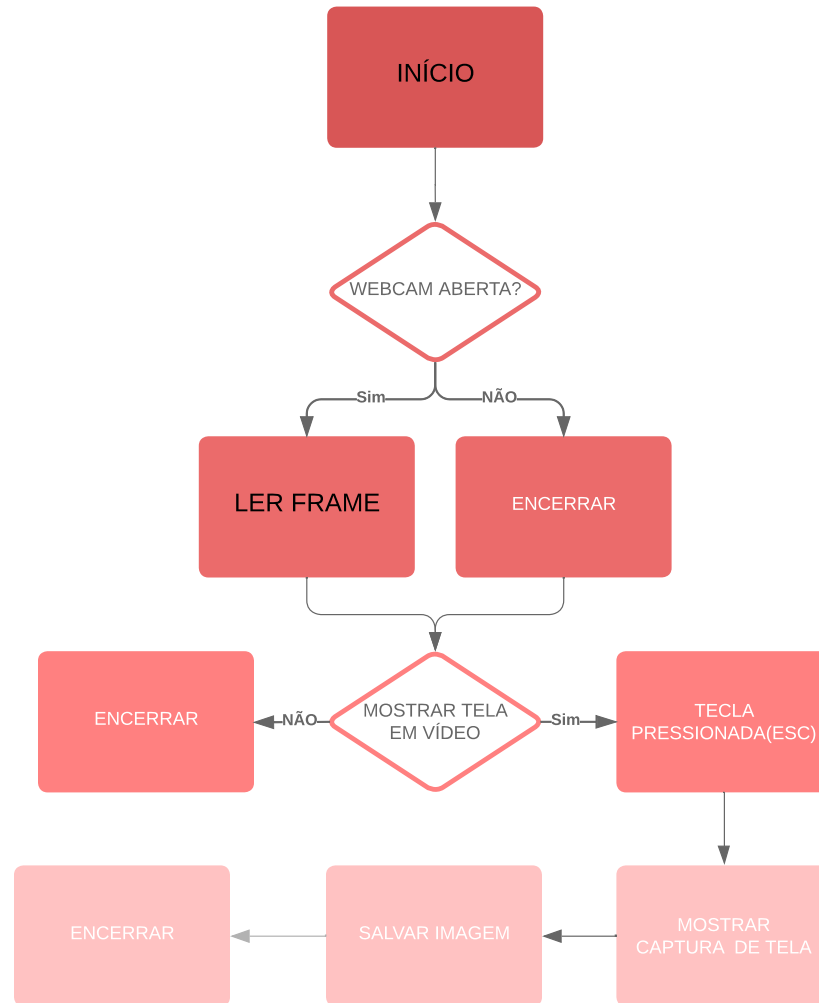 INÍCIO
WEBCAM ABERTA?
Sim
NÃO
LER FRAME
ENCERRAR
ENCERRAR
NÃO
MOSTRAR TELA
EM VÍDEO
Sim
TECLA
PRESSIONADA(ESC)
ENCERRAR
SALVAR IMAGEM
MOSTRAR
CAPTURA  DE TELA